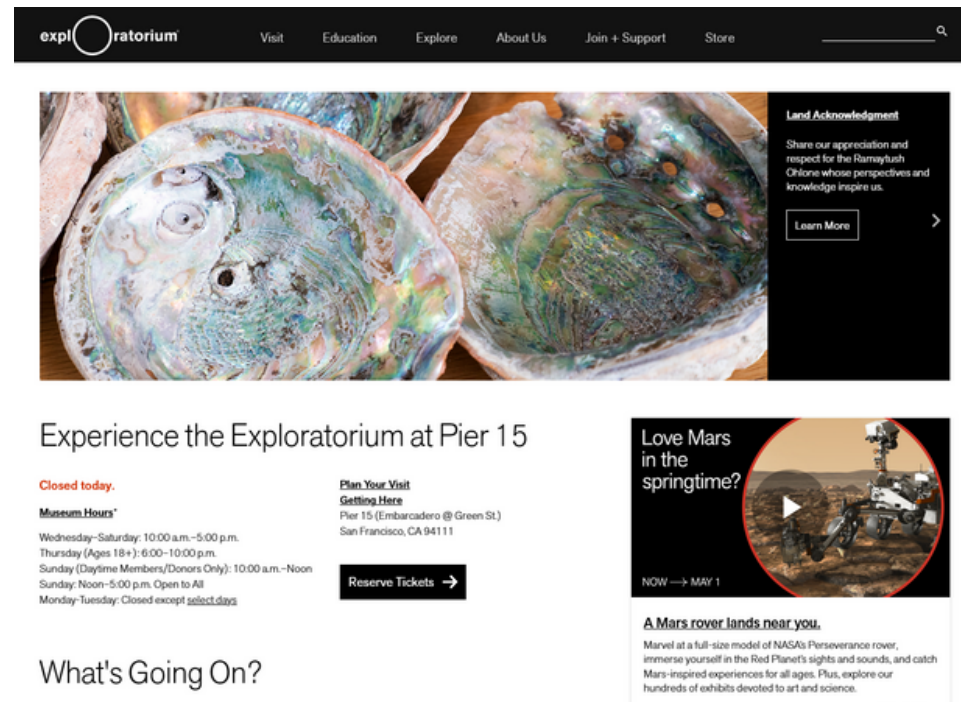 expl ratorium
Visit
Education
Explore
About Us
Join + Support
Store
Land Acknowledgment
Share our appreciation and
respect for the Ramaytush
Ohlone whose perspectives and
knowledge inspire us.
Learn More
Experience the Exploratorium at Pier 15
Closed today.
Museum Hours*
Wednesday–Saturday: 10:00 a.m.–5:00 p.m.
Thursday (Ages 18+): 6:00–10:00 p.m.
Sunday (Daytime Members/Donors Only): 10:00 a.m.–Noon
Sunday: Noon–5:00 p.m. Open to All
Monday-Tuesday: Closed except select days
Plan Your Visit
Getting Here
Pier 15 (Embarcadero @ Green St.)
San Francisco, CA 94111
Reserve Tickets →
Love Mars
in the
springtime?
NOW → MAY 1
A Mars rover lands near you.
Marvel at a full-size model of NASA's Perseverance rover,
immerse yourself in the Red Planet's sights and sounds, and catch
Mars-inspired experiences for all ages. Plus, explore our
hundreds of exhibits devoted to art and science.
What's Going On?